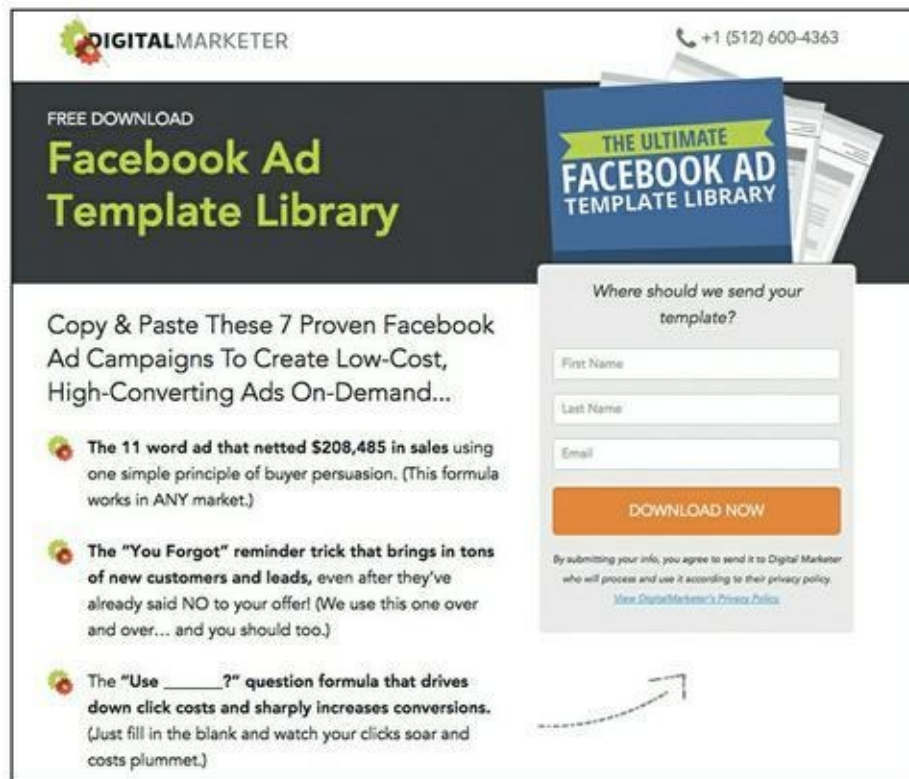 DIGITALMARKETER
+1 (512) 600-4363
FREE DOWNLOAD
Facebook Ad
Template Library
THE ULTIMATE
FACEBOOK AD
TEMPLATE LIBRARY
Copy & Paste These 7 Proven Facebook
Ad Campaigns To Create Low-Cost,
High-Converting Ads On-Demand...
The 11 word ad that netted $208,485 in sales using
one simple principle of buyer persuasion. (This formula
works in ANY market.)
The "You Forgot" reminder trick that brings in tons
of new customers and leads, even after they've
already said NO to your offer! (We use this one over
and over… and you should too.)
The "Use ______?" question formula that drives
down click costs and sharply increases conversions.
(Just fill in the blank and watch your clicks soar and
costs plummet.)
Where should we send your
template?
First Name
Last Name
Email
DOWNLOAD NOW
By submitting your info, you agree to send it to Digital Marketer
who will process and use it according to their privacy policy.
View DigitalMarketer's Privacy Policy